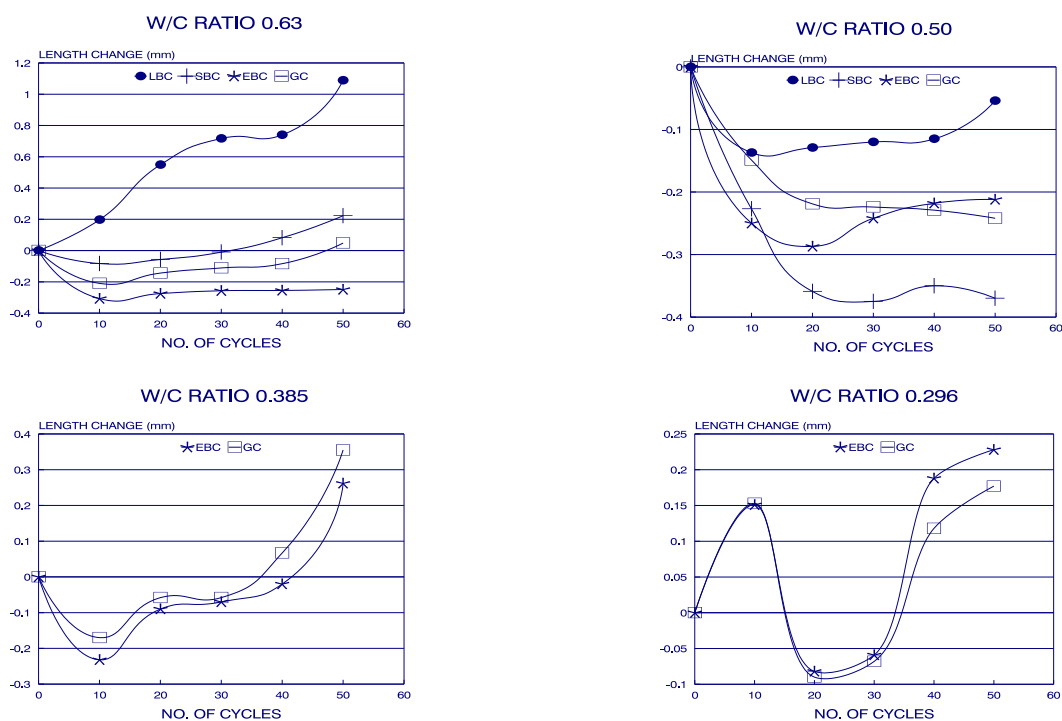 W/C RATIO 0.63
LENGTH CHANGE (mm)
LBC SBC EBC GC
1.2
1
0.8
0.6
0.4
0.2
0
-0.2
-0.4
0 10 20 30 40 50 60
NO. OF CYCLES
W/C RATIO 0.50
LENGTH CHANGE (mm)
LBC SBC EBC GC
0
-0.1
-0.2
-0.3
-0.4
0 10 20 30 40 50 60
NO. OF CYCLES
W/C RATIO 0.385
LENGTH CHANGE (mm)
EBC GC
0.4
0.3
0.2
0.1
0
-0.1
-0.2
-0.3
0 10 20 30 40 50 60
NO. OF CYCLES
W/C RATIO 0.296
LENGTH CHANGE (mm)
EBC GC
0.25
0.2
0.15
0.1
0.05
0
-0.05
-0.1
0 10 20 30 40 50 60
NO. OF CYCLES